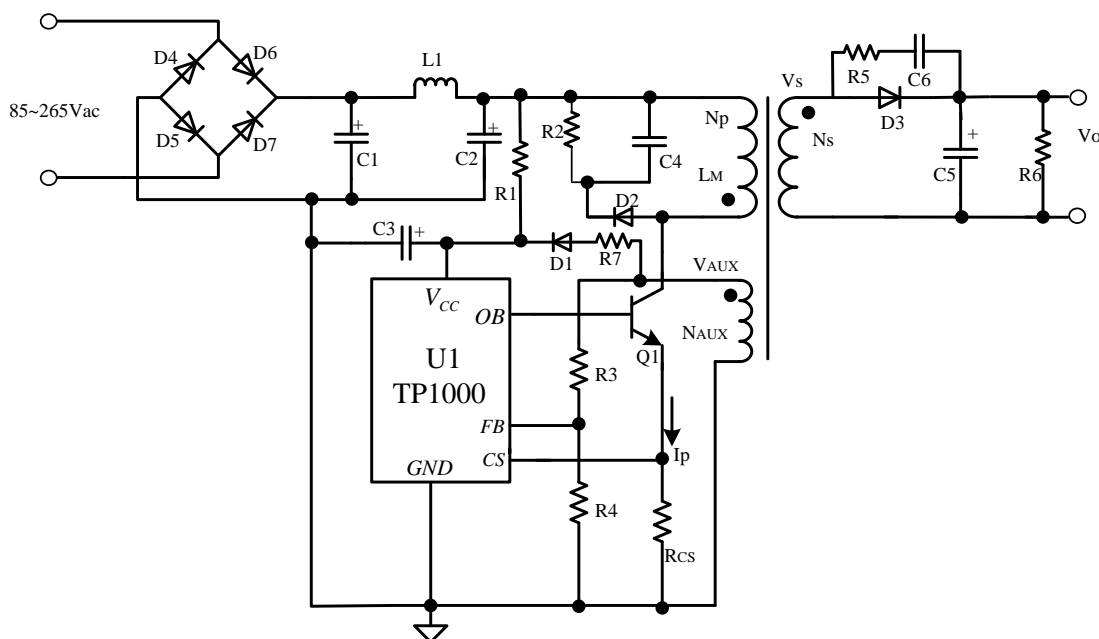 D4
D6
85~265Vac
D5
D7
L1
+
C1
+
C2
R1
R2
C4
Np
LM
D2
Vs
Ns
R5
C6
D3
+
C5
R6
Vo
C3
+
D1
R7
VAUX
NAUX
VCC
OB
U1
TP1000
FB
CS
GND
Q1
R3
Ip
R4
RCS